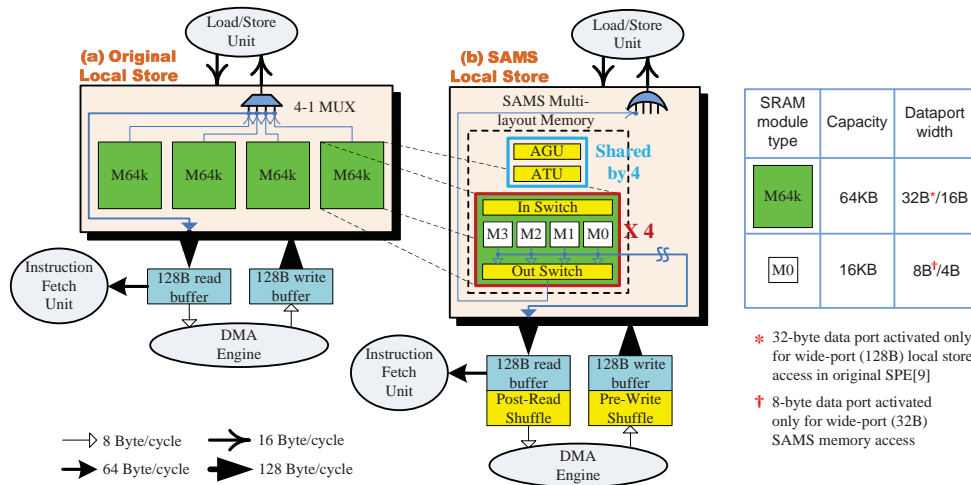 Load/Store
Unit
(a) Original
Local Store
4-1 MUX
M64k
M64k
M64k
M64k
Instruction
Fetch
Unit
128B read
buffer
128B write
buffer
DMA
Engine
Load/Store
Unit
(b) SAMS
Local Store
SAMS Multi-
layout Memory
AGU
ATU
Shared
by 4
In Switch
M3
M2
M1
M0
X 4
Out Switch
Instruction
Fetch
Unit
128B read
buffer
Post-Read
Shuffle
128B write
buffer
Pre-Write
Shuffle
DMA
Engine
8 Byte/cycle
16 Byte/cycle
64 Byte/cycle
128 Byte/cycle
SRAM
module
type
Capacity
Dataport
width
M64k
64KB
32B*/16B
M0
16KB
8B†/4B
* 32-byte data port activated only
for wide-port (128B) local store
access in original SPE[9]
† 8-byte data port activated
only for wide-port (32B)
SAMS memory access